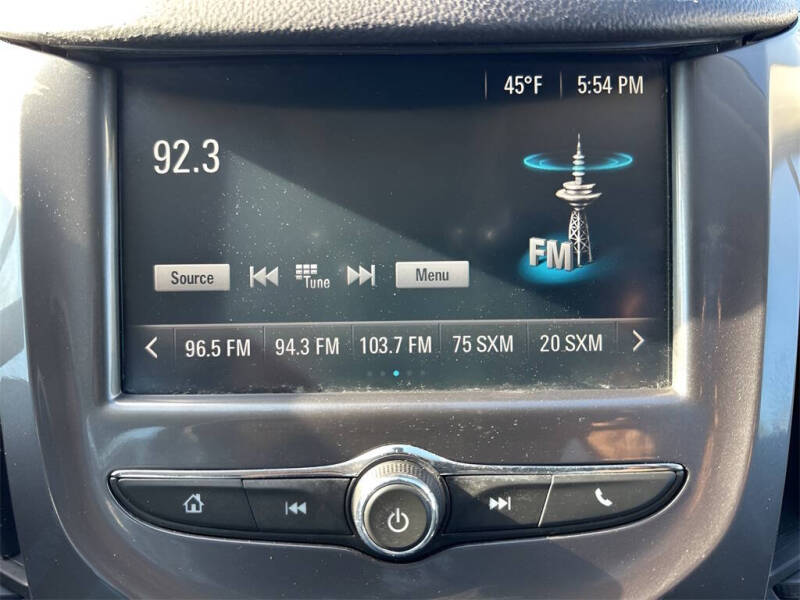 45°F 5:54 PM
92.3
FM
Source Tune Menu
96.5 FM 94.3 FM 103.7 FM 75 SXM 20 SXM